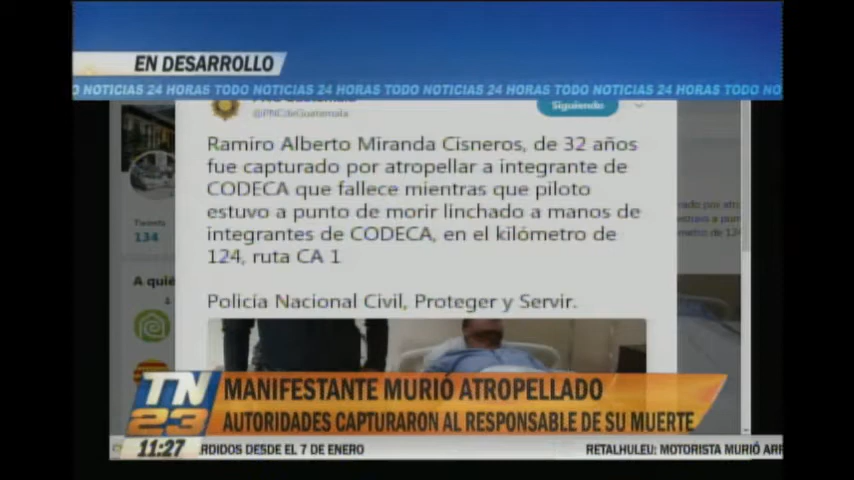 EN DESARROLLO
O NOTICIAS 24 HORAS TODO NOTICIAS 24 HORAS TODO NOTICIAS 24 HORAS TODO NOTICIAS 24 HORAS TODO NOTICI
PNC Guatemala
@PNCdeGuatemala
Siguiendo
Ramiro Alberto Miranda Cisneros, de 32 años
fue capturado por atropellar a integrante de
CODECA que fallece mientras que piloto
estuvo a punto de morir linchado a manos de
integrantes de CODECA, en el kilómetro de
124, ruta CA 1
Policía Nacional Civil, Proteger y Servir.
Tweets
134
A quié
TN
23
11:27
MANIFESTANTE MURIÓ ATROPELLADO
AUTORIDADES CAPTURARON AL RESPONSABLE DE SU MUERTE
RDIDOS DESDE EL 7 DE ENERO
RETALHULEU: MOTORISTA MURIÓ ARR